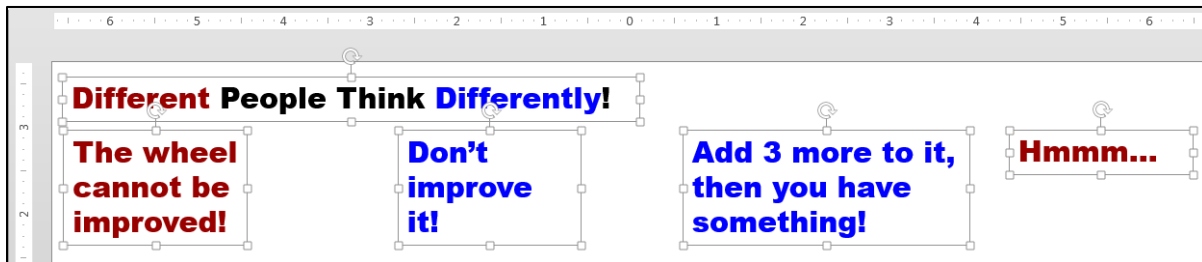 6 5 4 3 2 1 0 1 2 3 4 5 6
3
2
Different People Think Differently!
The wheel
cannot be
improved!
Don’t
improve
it!
Add 3 more to it,
then you have
something!
Hmmm...